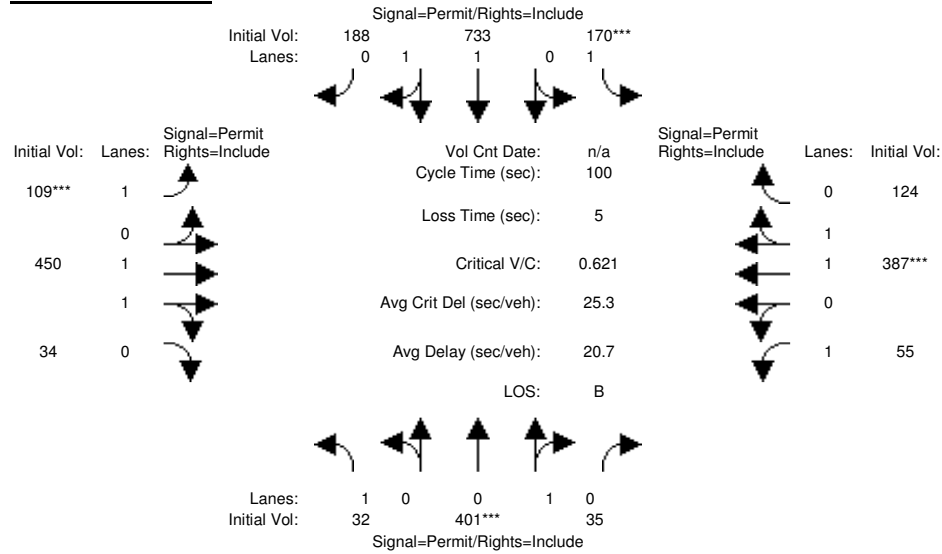 Signal=Permit/Rights=Include
Initial Vol: 188 733 170***
Lanes: 0 1 1 0 1
Signal=Permit Signal=Permit
Initial Vol: Lanes: Rights=Include Vol Cnt Date: n/a Rights=Include Lanes: Initial Vol:
Cycle Time (sec): 100
109*** 1 0 124
Loss Time (sec): 5
0 1
450 1 Critical V/C: 0.621 1 387***
1 Avg Crit Del (sec/veh): 25.3 0
34 0 Avg Delay (sec/veh): 20.7 1 55
LOS: B
Lanes: 1 0 0 1 0
Initial Vol: 32 401*** 35
Signal=Permit/Rights=Include